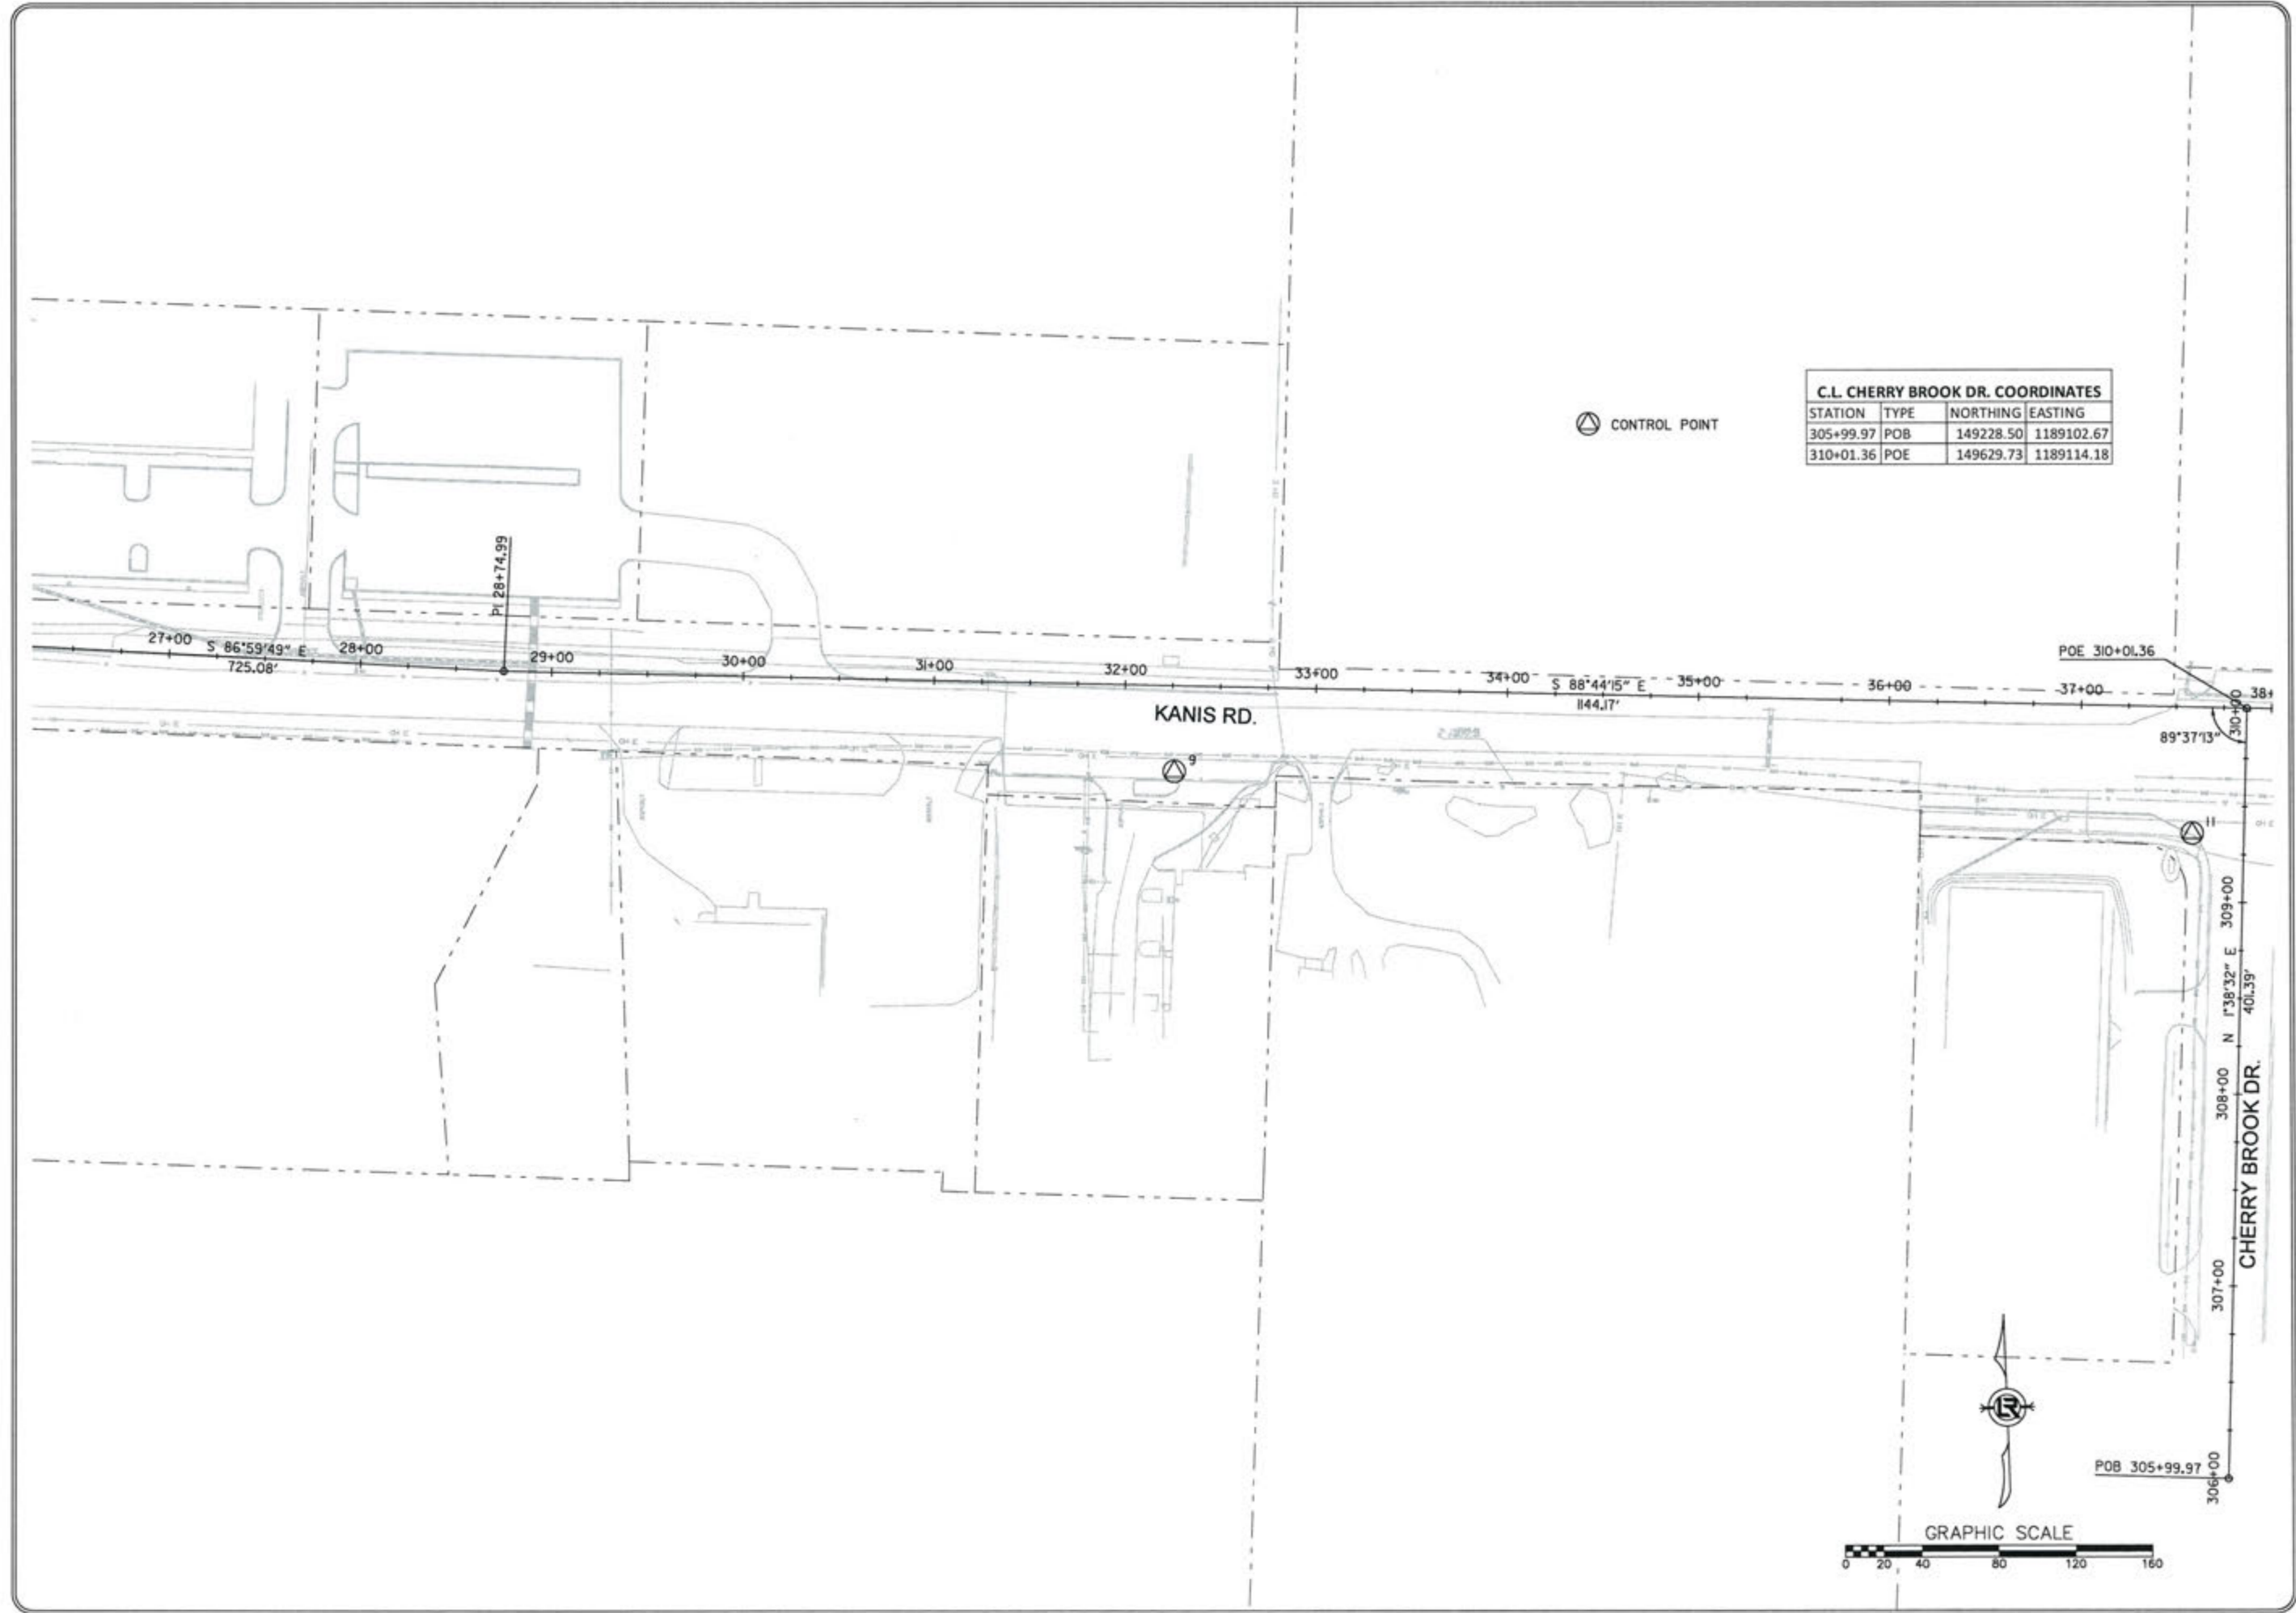 C.L. CHERRY BROOK DR. COORDINATES
STATION TYPE NORTHING EASTING
305+99.97 POB 149228.50 1189102.67
310+01.36 POE 149629.73 1189114.18
CONTROL POINT
PI 28+74.99
27+00
S 86°59'49" E
725.08'
28+00
29+00
30+00
31+00
32+00
33+00
34+00
S 88°44'15" E
1144.17'
35+00
36+00
37+00
38+
POE 310+01.36
310+00
89°37'13"
KANIS RD.
9
11
309+00
N 1°38'32" E
401.39'
308+00
CHERRY BROOK DR.
307+00
306+00
POB 305+99.97
LR
GRAPHIC SCALE
0 20 40 80 120 160